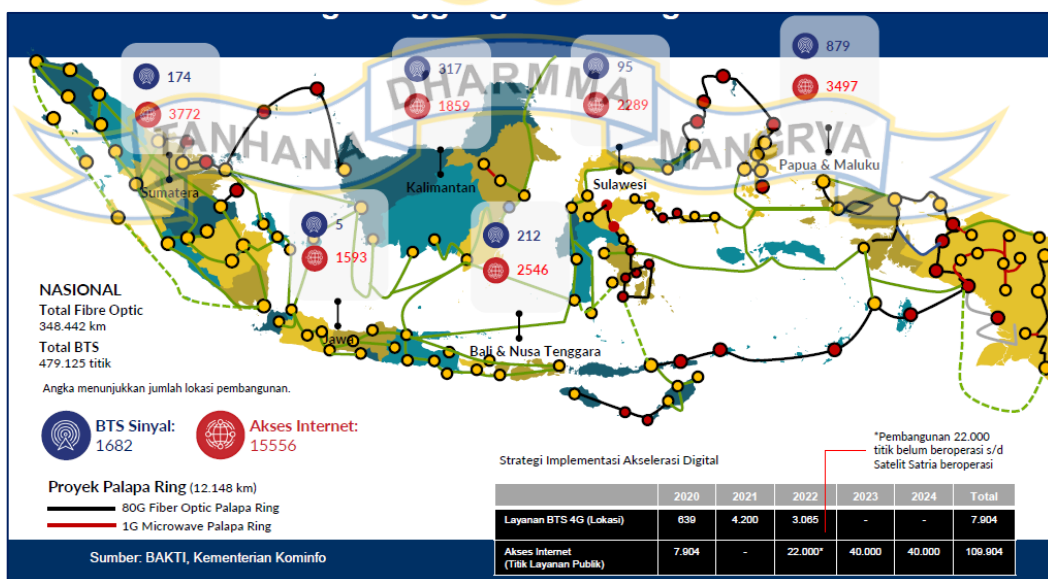 174
3772
317
1859
95
2289
879
3497
TANHANA
DHARMMA
MANGRVA
Sumatera
Kalimantan
Sulawesi
Papua & Maluku
5
1593
212
2546
Jawa
Bali & Nusa Tenggara
NASIONAL
Total Fibre Optic
348.442 km
Total BTS
479.125 titik
Angka menunjukkan jumlah lokasi pembangunan.
BTS Sinyal:
1682
Akses Internet:
15556
Proyek Palapa Ring (12.148 km)
80G Fiber Optic Palapa Ring
1G Microwave Palapa Ring
Sumber: BAKTI, Kementerian Kominfo
*Pembangunan 22.000
titik belum beroperasi s/d
Satelit Satria beroperasi
Strategi Implementasi Akselerasi Digital
2020 2021 2022 2023 2024 Total
Layanan BTS 4G (Lokasi) 639 4.200 3.065 - - 7.904
Akses Internet
(Titik Layanan Publik) 7.904 - 22.000* 40.000 40.000 109.904